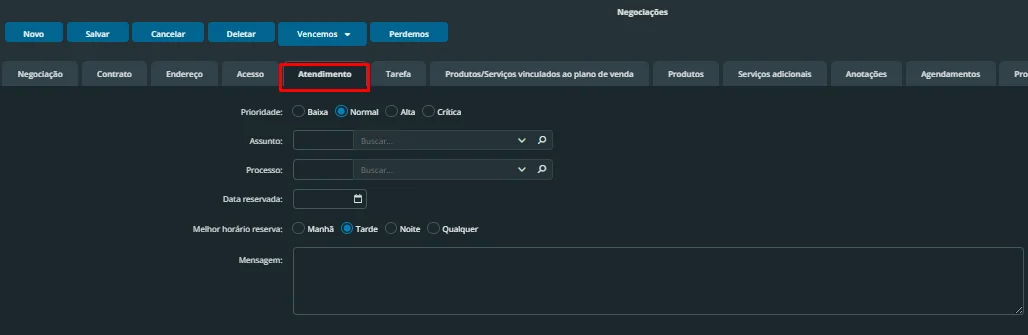 Negociações
Novo Salvar Cancelar Deletar Vencemos Perdemos
Negociação Contrato Endereço Acesso Atendimento Tarefa Produtos/Serviços vinculados ao plano de venda Produtos Serviços adicionais Anotações Agendamentos Pro
Prioridade: Baixa Normal Alta Crítica
Assunto: Buscar...
Processo: Buscar...
Data reservada:
Melhor horário reserva: Manhã Tarde Noite Qualquer
Mensagem: